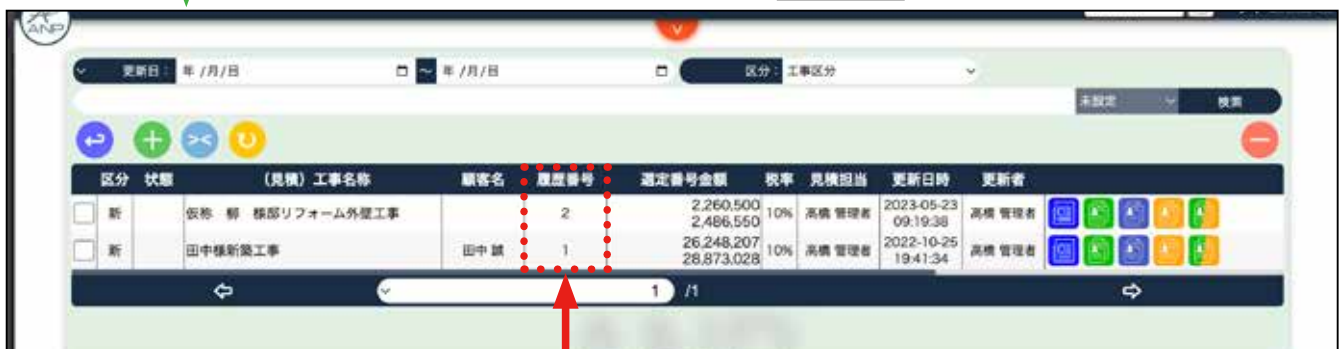 ANP
更新日： 年 /月/日 ~ 年 /月/日 区分：工事区分
未設定 検索
区分 状態 （見積）工事名称 顧客名 履歴番号 選定番号金額 税率 見積担当 更新日時 更新者
新 仮称 柳 様邸リフォーム外壁工事 2 2,260,500 10% 高橋 管理者 2023-05-23 高橋 管理者
2,486,550 09:19:38
新 田中様新築工事 田中 誠 1 26,248,207 10% 高橋 管理者 2022-10-25 高橋 管理者
28,873,028 19:41:34
1 /1